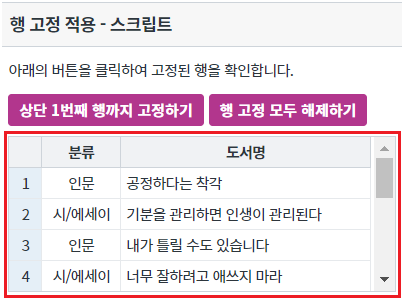 행 고정 적용 - 스크립트
아래의 버튼을 클릭하여 고정된 행을 확인합니다.
상단 1번째 행까지 고정하기 행 고정 모두 해제하기
분류 도서명
1 인문 공정하다는 착각
2 시/에세이 기분을 관리하면 인생이 관리된다
3 인문 내가 틀릴 수도 있습니다
4 시/에세이 너무 잘하려고 애쓰지 마라